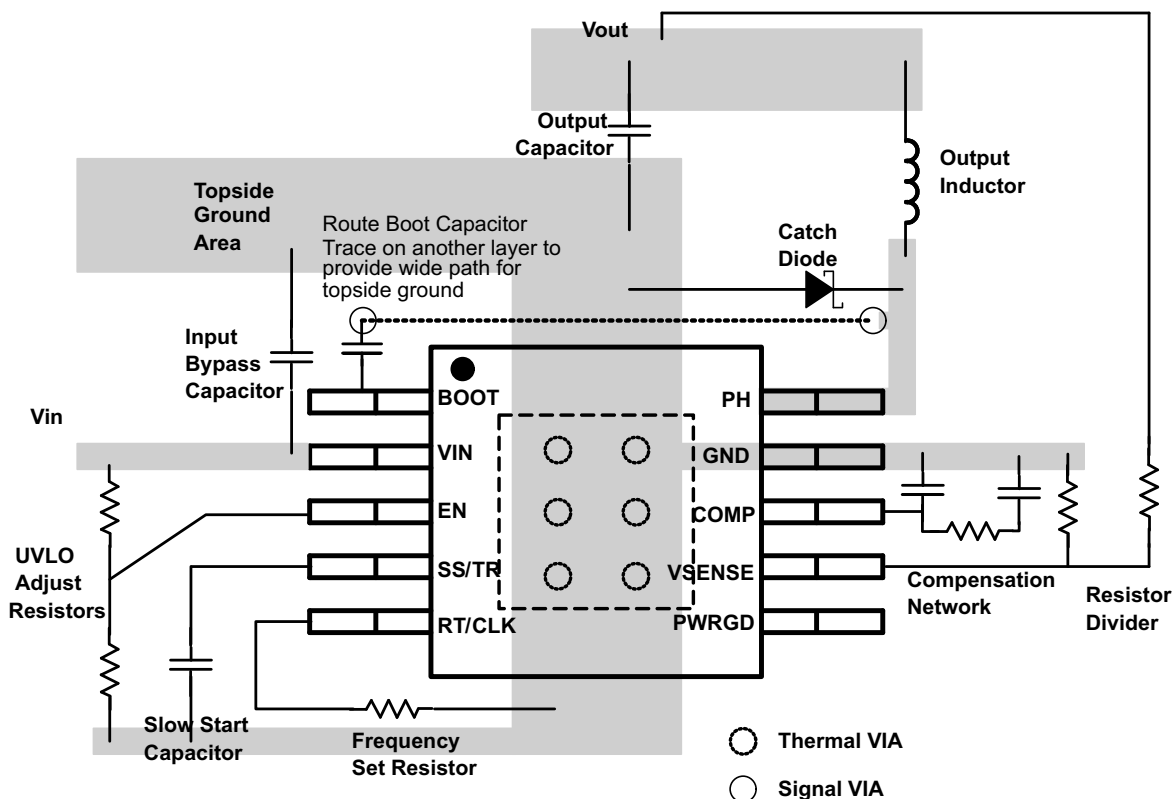 Vout
Output
Capacitor
Output
Inductor
Topside
Ground
Area
Route Boot Capacitor
Trace on another layer to
provide wide path for
topside ground
Catch
Diode
Input
Bypass
Capacitor
Vin
BOOT
VIN
EN
SS/TR
RT/CLK
PH
GND
COMP
VSENSE
PWRGD
UVLO
Adjust
Resistors
Compensation
Network
Resistor
Divider
Slow Start
Capacitor
Frequency
Set Resistor
Thermal VIA
Signal VIA